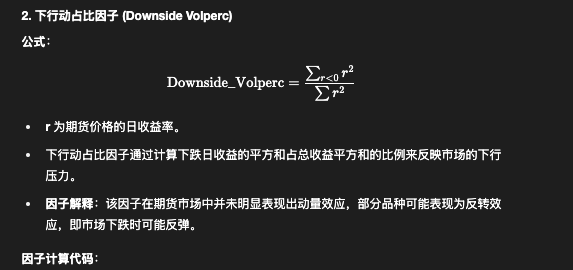 2. 下行动占比因子 (Downside Volperc)
公式：
Downside_Volperc = \frac{\sum_{r<0} r^2}{\sum r^2}
• r 为期货价格的日收益率。
• 下行动占比因子通过计算下跌日收益的平方和占总收益平方和的比例来反映市场的下行
压力。
• 因子解释：该因子在期货市场中并未明显表现出动量效应，部分品种可能表现为反转效
应，即市场下跌时可能反弹。
因子计算代码：